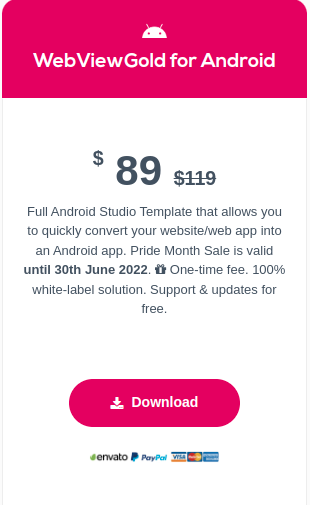 WebViewGold for Android
$ 89 $119
Full Android Studio Template that allows you
to quickly convert your website/web app into
an Android app. Pride Month Sale is valid
until 30th June 2022. One-time fee. 100%
white-label solution. Support & updates for
free.
Download
envato PayPal VISA MasterCard